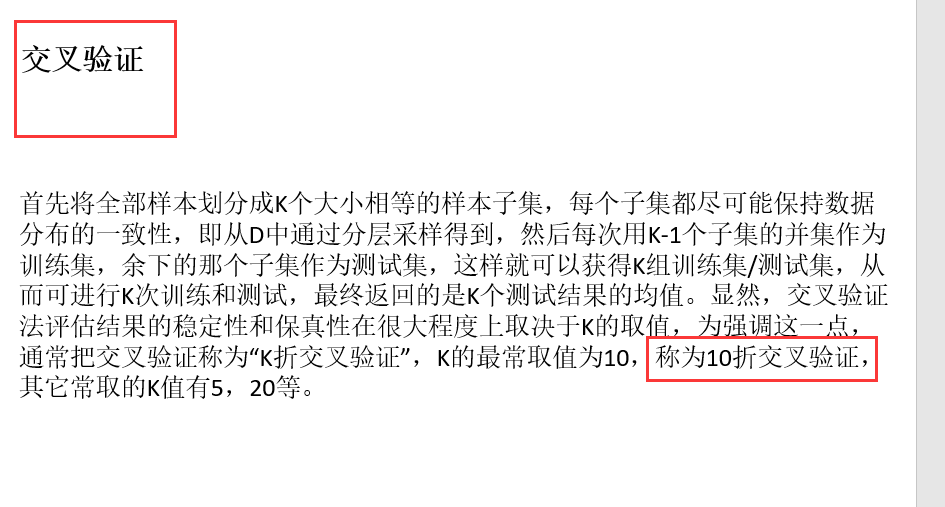 交叉验证
首先将全部样本划分成K个大小相等的样本子集，每个子集都尽可能保持数据
分布的一致性，即从D中通过分层采样得到，然后每次用K-1个子集的并集作为
训练集，余下的那个子集作为测试集，这样就可以获得K组训练集/测试集，从
而可进行K次训练和测试，最终返回的是K个测试结果的均值。显然，交叉验证
法评估结果的稳定性和保真性在很大程度上取决于K的取值，为强调这一点，
通常把交叉验证称为“K折交叉验证”，K的最常取值为10，称为10折交叉验证，
其它常取的K值有5，20等。